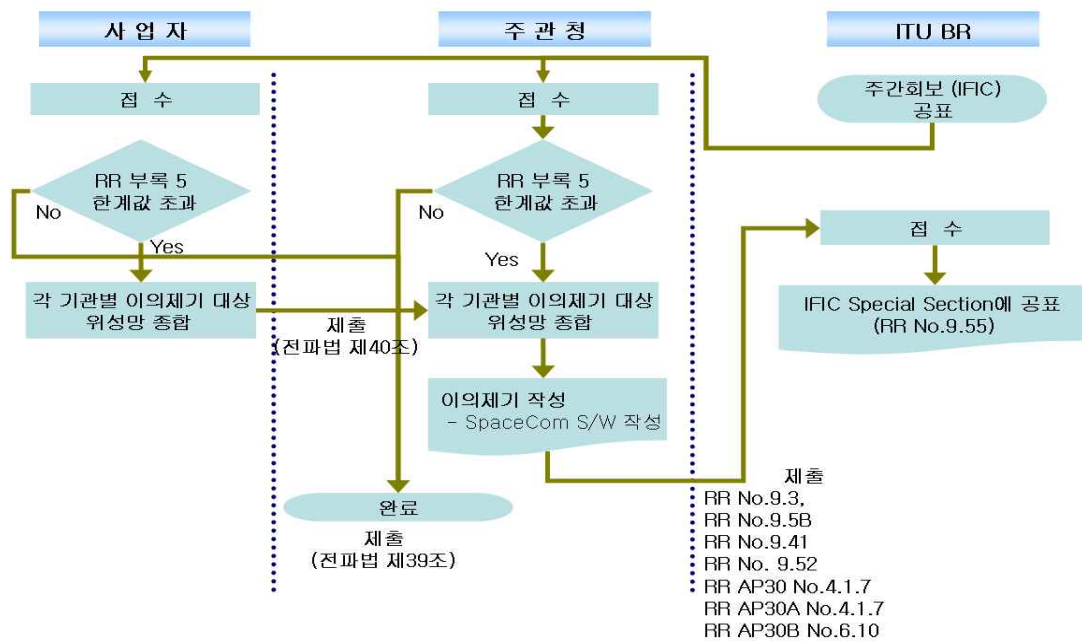 사 업 자
주 관 청
ITU BR
접 수
접 수
주간회보 (IFIC)
공표
RR 부록 5
한계값 초과
No
Yes
RR 부록 5
한계값 초과
No
Yes
접 수
각 기관별 이의제기 대상
위성망 종합
제출
(전파법 제40조)
각 기관별 이의제기 대상
위성망 종합
IFIC Special Section에 공표
(RR No.9.55)
이의제기 작성
- SpaceCom S/W 작성
완료
제출
(전파법 제39조)
제출
RR No.9.3,
RR No.9.5B
RR No.9.41
RR No. 9.52
RR AP30 No.4.1.7
RR AP30A No.4.1.7
RR AP30B No.6.10